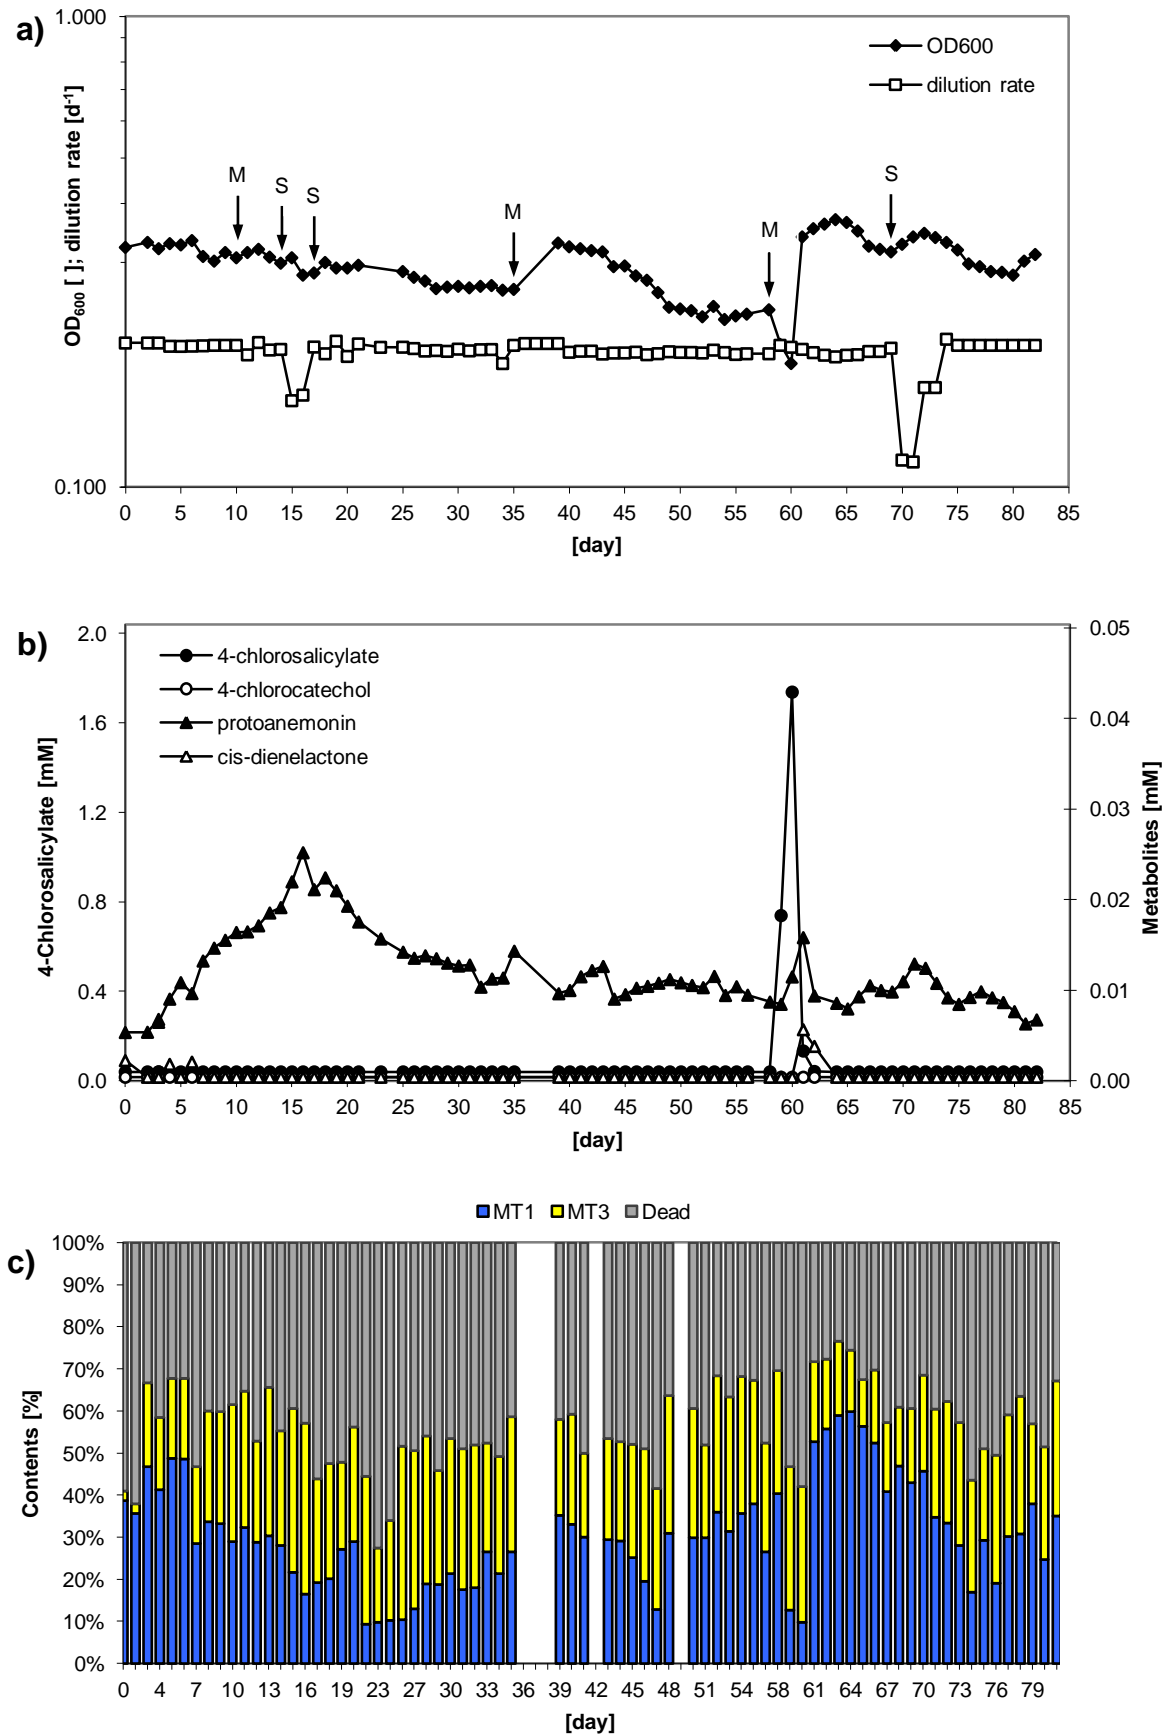 a)
1.000
OD600
dilution rate
OD600 [ ]; dilution rate [d-1]
M
S
S
M
M
S
0.100
0 5 10 15 20 25 30 35 40 45 50 55 60 65 70 75 80 85
[day]
b)
2.0
1.6
1.2
0.8
0.4
0.0
4-Chlorosalicylate [mM]
4-chlorosalicylate
4-chlorocatechol
protoanemonin
cis-dienelactone
0.05
0.04
0.03
0.02
0.01
0.00
Metabolites [mM]
0 5 10 15 20 25 30 35 40 45 50 55 60 65 70 75 80 85
[day]
MT1 MT3 Dead
c)
100%
90%
80%
70%
60%
50%
40%
30%
20%
10%
0%
Contents [%]
0 4 7 10 13 16 19 23 27 30 33 36 39 42 45 48 51 54 58 61 64 67 70 73 76 79
[day]